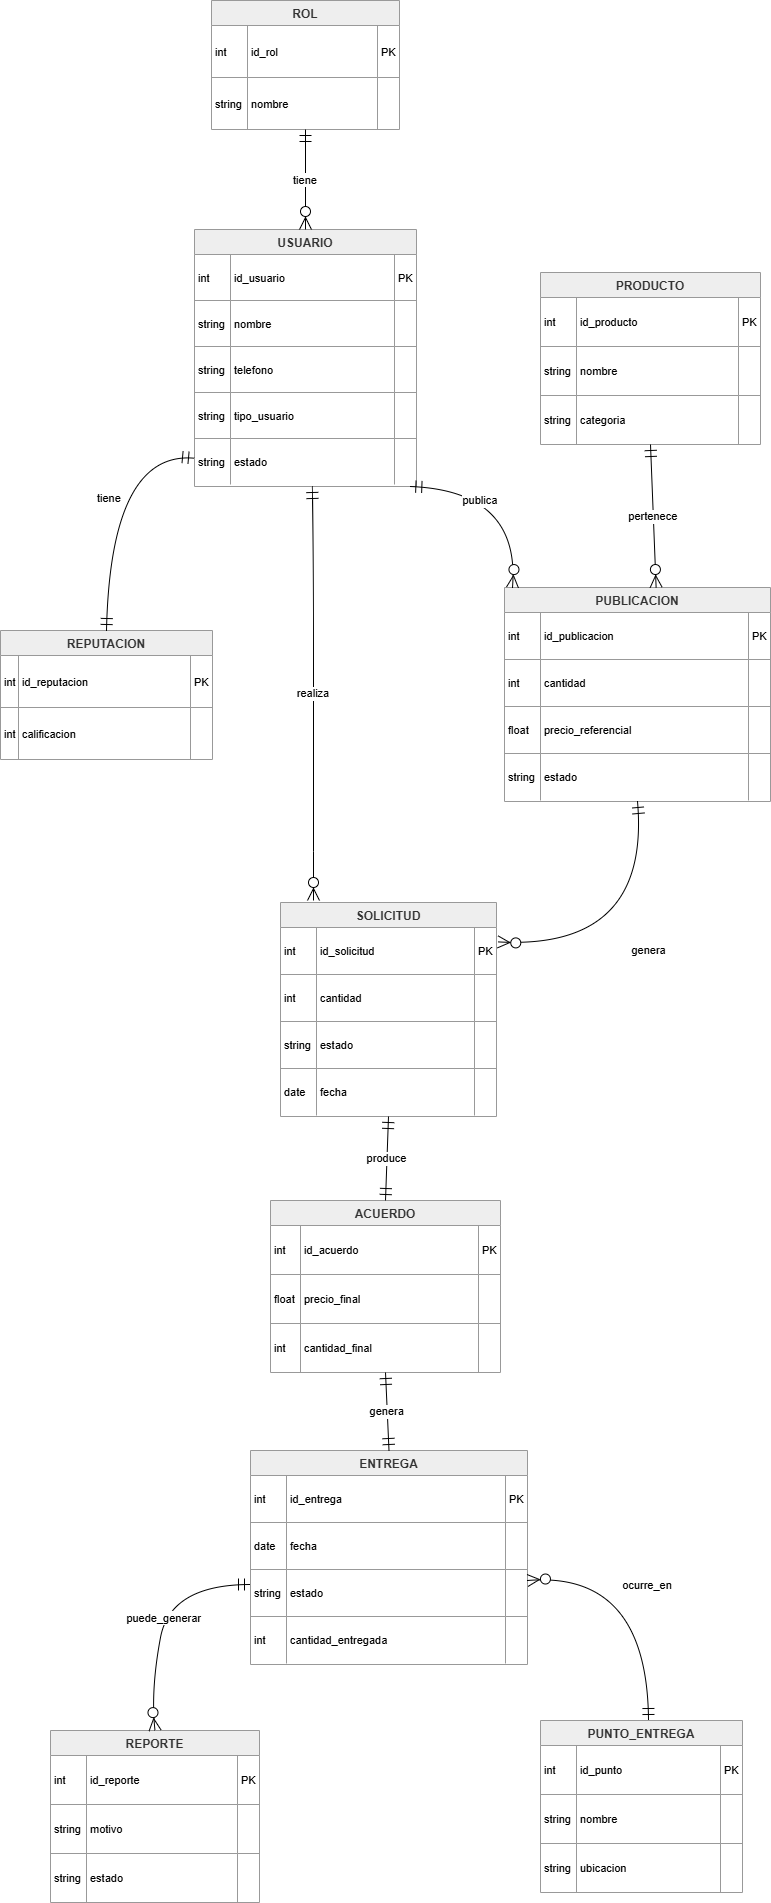 ROL
int id_rol PK
string nombre
tiene
USUARIO
int id_usuario PK
string nombre
string telefono
string tipo_usuario
string estado
PRODUCTO
int id_producto PK
string nombre
string categoria
tiene
publica
pertenece
REPUTACION
int id_reputacion PK
int calificacion
PUBLICACION
int id_publicacion PK
int cantidad
float precio_referencial
string estado
realiza
SOLICITUD
int id_solicitud PK
int cantidad
string estado
date fecha
genera
produce
ACUERDO
int id_acuerdo PK
float precio_final
int cantidad_final
genera
ENTREGA
int id_entrega PK
date fecha
string estado
int cantidad_entregada
ocurre_en
puede_generar
REPORTE
int id_reporte PK
string motivo
string estado
PUNTO_ENTREGA
int id_punto PK
string nombre
string ubicacion